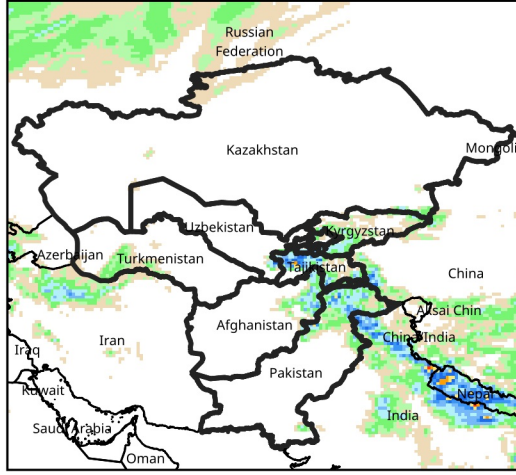 Russian
Federation
Kazakhstan
Mongoli
Uzbekistan
Kyrgyzstan
Azerbaijan
Turkmenistan
Tajikistan
China
Aksai Chin
Afghanistan
China/India
Iran
Iraq
Pakistan
Kuwait
Nepal
India
Saudi Arabia
Oman